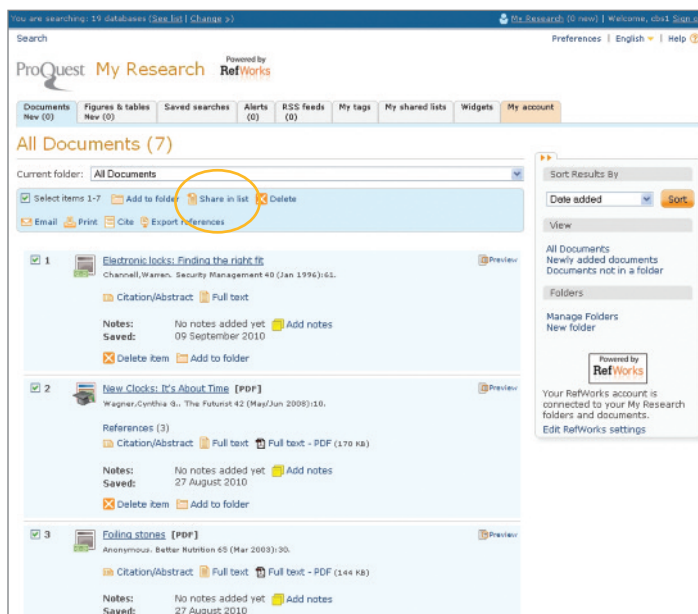 You are searching: 19 databases (See list | Change »)
My Research (0 new) | Welcome, cbs1 Sign
Search
Preferences | English | Help
ProQuest My Research
Powered by
RefWorks
Documents New (0)
Figures & tables New (0)
Saved searches
Alerts (0)
RSS feeds (0)
My tags
My shared lists
Widgets
My account
All Documents (7)
Current folder: All Documents
Select items 1-7 Add to folder Share in list Delete
Email Print Cite Export references
1 Electronic locks: Finding the right fit Preview
Channell, Warren. Security Management 40 (Jan 1996):61.
Citation/Abstract Full text
Notes: No notes added yet Add notes
Saved: 09 September 2010
Delete item Add to folder
2 New Clocks: It's About Time [PDF] Preview
Wagner,Cynthia G.. The Futurist 42 (May/Jun 2008):10.
References (3)
Citation/Abstract Full text Full text - PDF (170 KB)
Notes: No notes added yet Add notes
Saved: 27 August 2010
Delete item Add to folder
3 Foiling stones [PDF] Preview
Anonymous. Better Nutrition 65 (Mar 2003):30.
Citation/Abstract Full text Full text - PDF (144 KB)
Notes: No notes added yet Add notes
Saved: 27 August 2010
Sort Results By
Date added Sort
View
All Documents
Newly added documents
Documents not in a folder
Folders
Manage Folders
New folder
Powered by
RefWorks
Your RefWorks account is
connected to your My Research
folders and documents.
Edit RefWorks settings